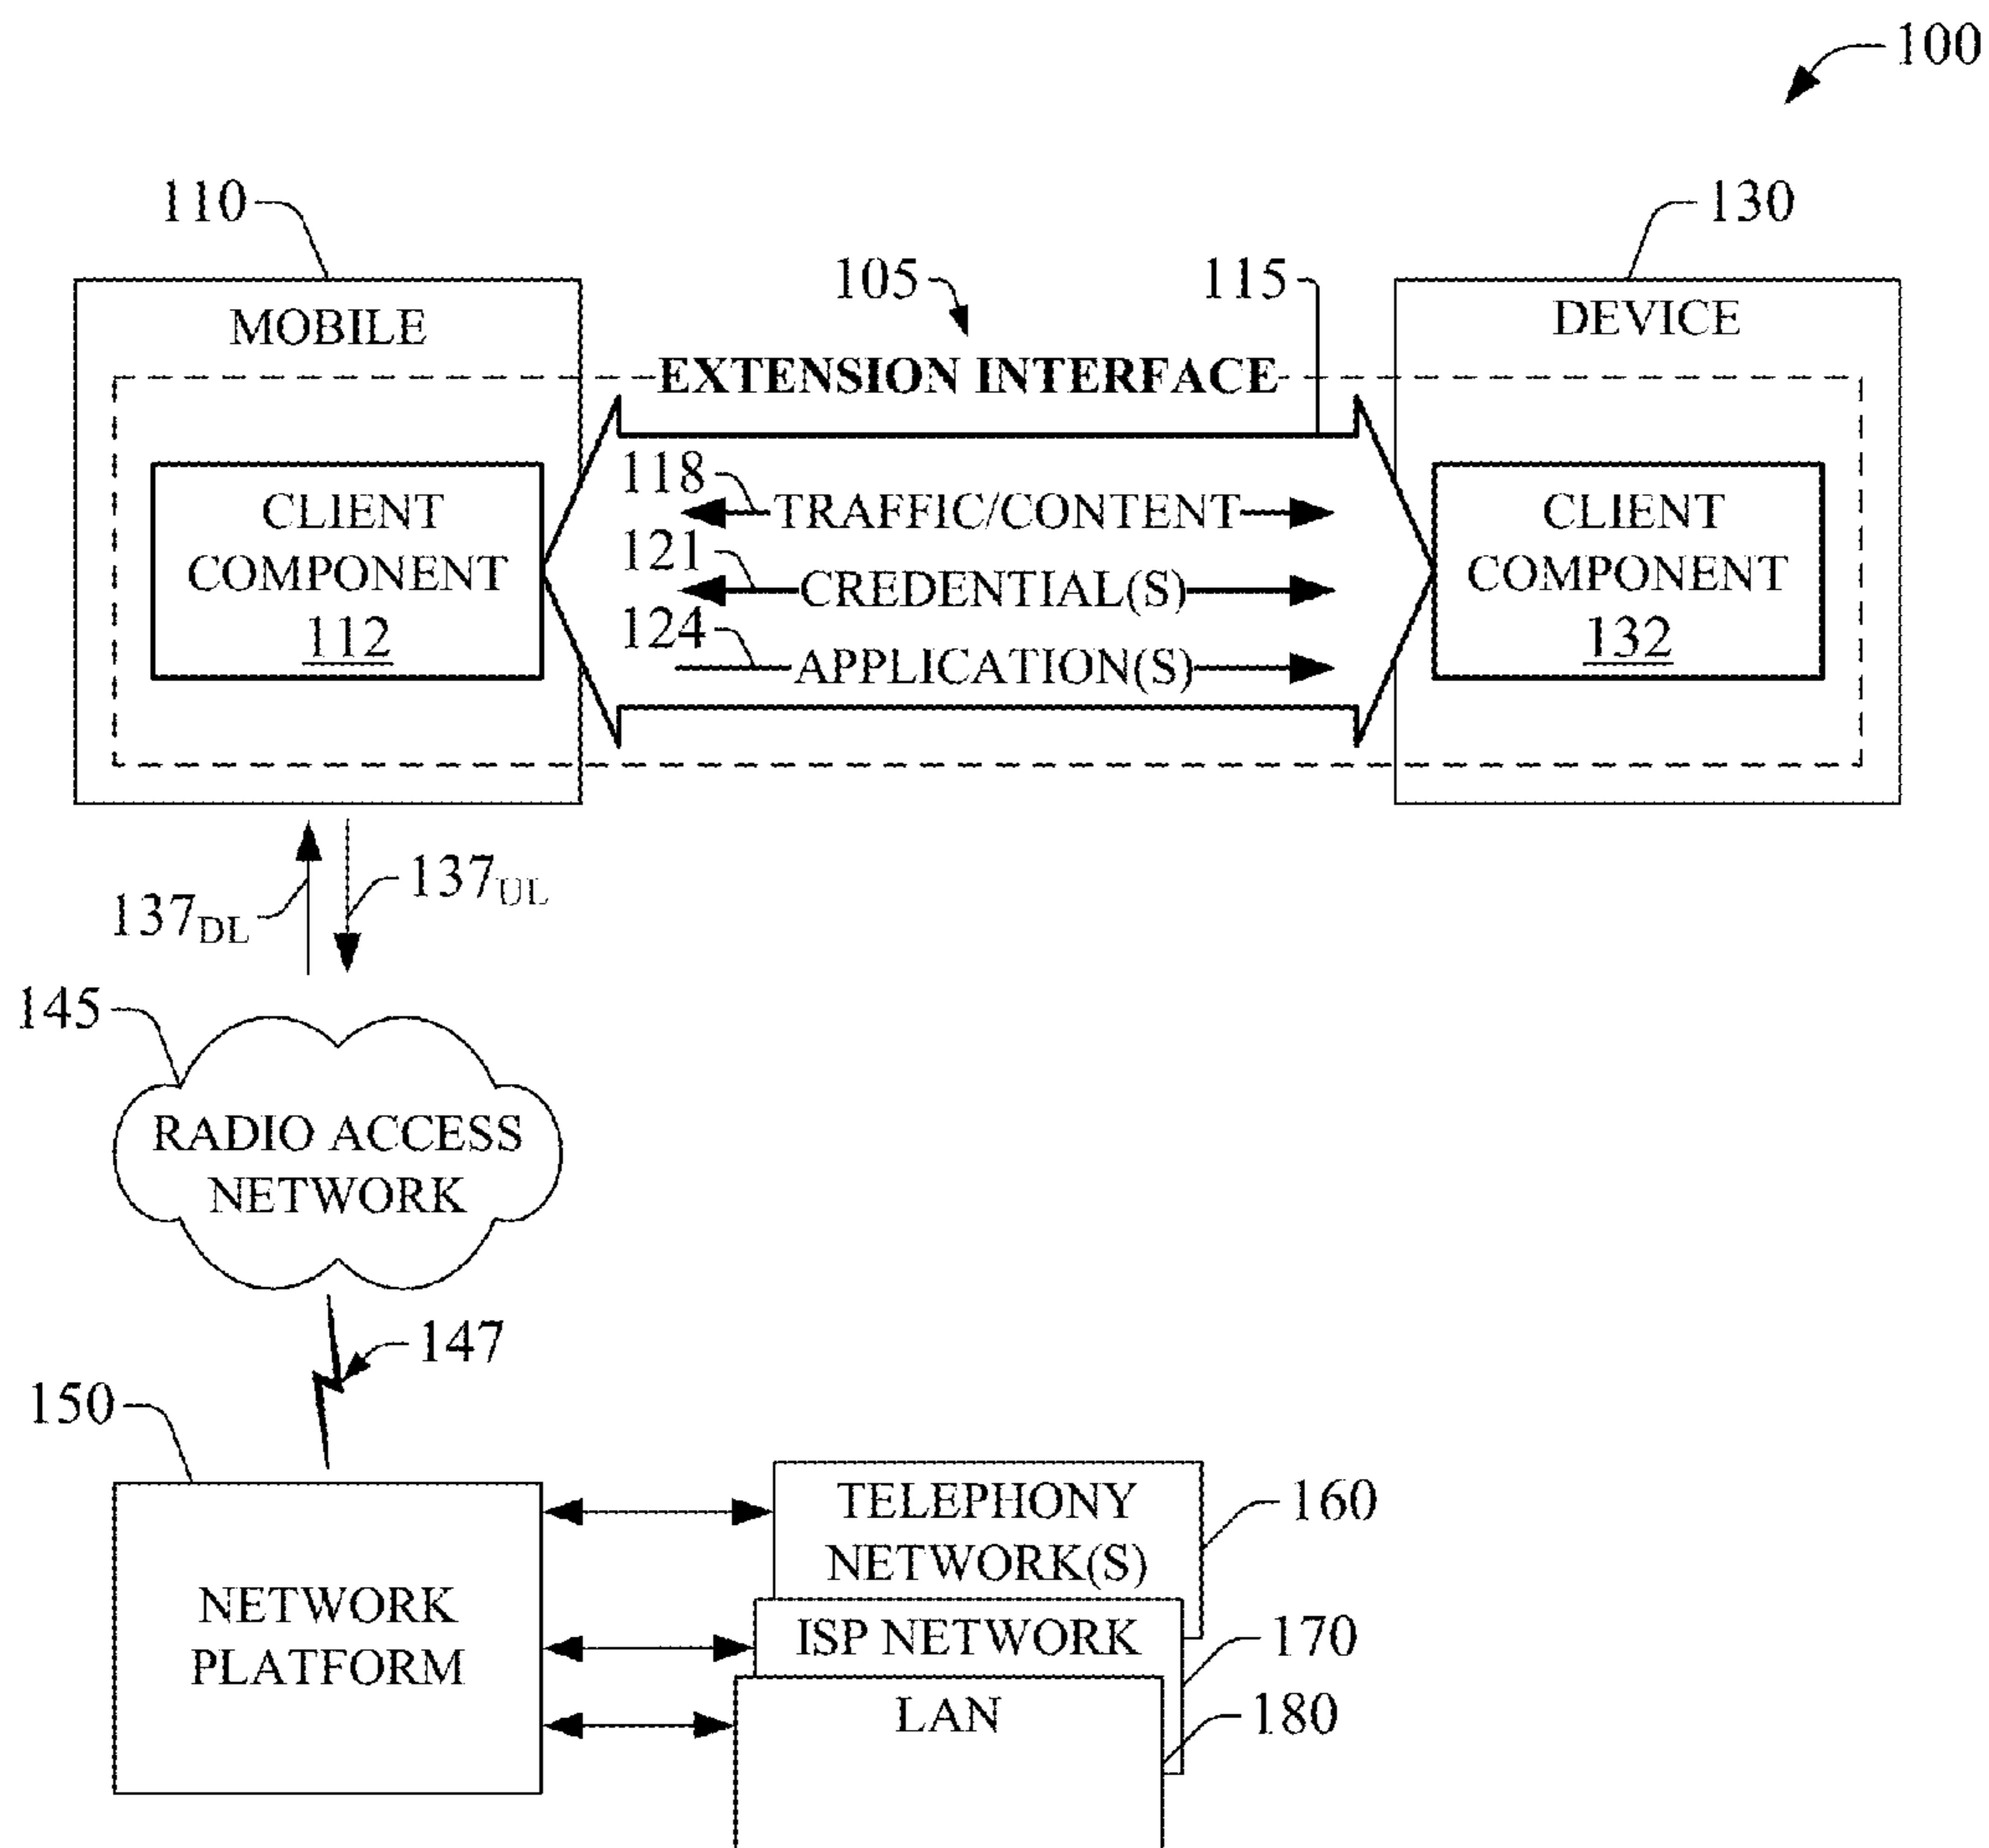 100
110
130
105
115
MOBILE
DEVICE
EXTENSION INTERFACE
118
TRAFFIC/CONTENT
121
CREDENTIAL(S)
124
APPLICATION(S)
CLIENT
COMPONENT
112
CLIENT
COMPONENT
132
137DL
137UL
145
RADIO ACCESS
NETWORK
147
150
NETWORK
PLATFORM
TELEPHONY
NETWORK(S)
160
ISP NETWORK
170
LAN
180